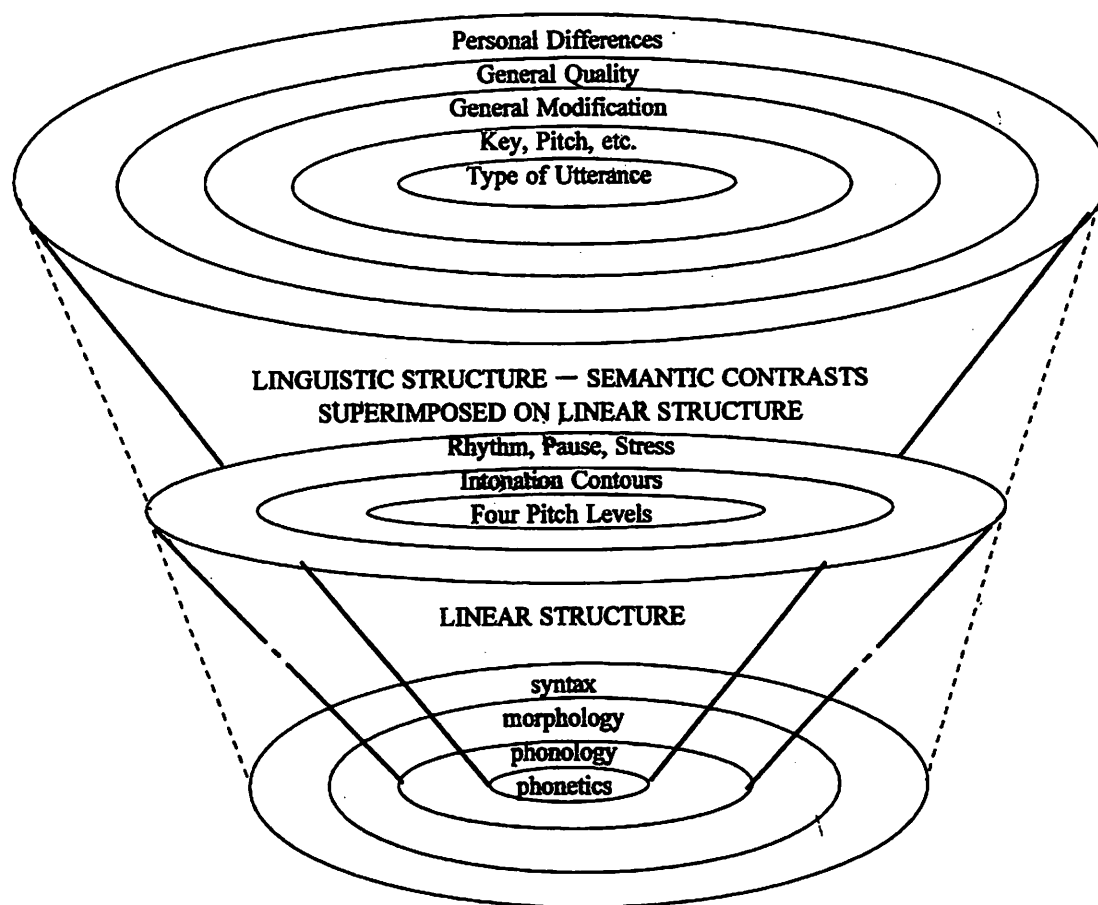 Personal Differences
General Quality
General Modification
Key, Pitch, etc.
Type of Utterance
LINGUISTIC STRUCTURE — SEMANTIC CONTRASTS
SUPERIMPOSED ON LINEAR STRUCTURE
Rhythm, Pause, Stress
Intonation Contours
Four Pitch Levels
LINEAR STRUCTURE
syntax
morphology
phonology
phonetics